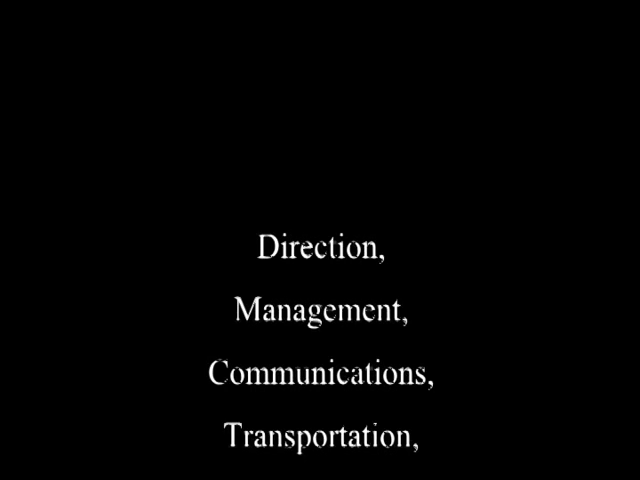 Direction,
Management,
Communications,
Transportation,